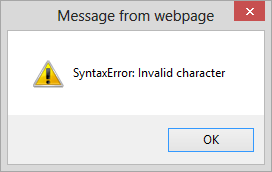 Message from webpage
SyntaxError: Invalid character
OK